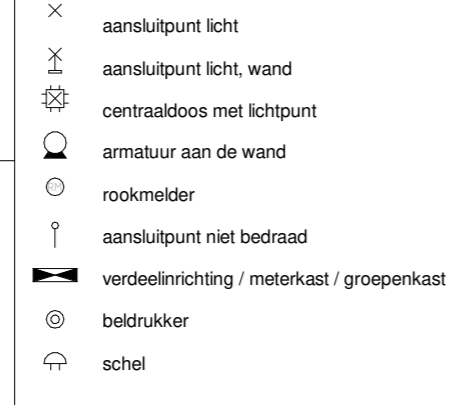 aansluitpunt licht
aansluitpunt licht, wand
centraaldoos met lichtpunt
armatuur aan de wand
RM rookmelder
aansluitpunt niet bedraad
verdeelinrichting / meterkast / groepenkast
beldrukker
schel